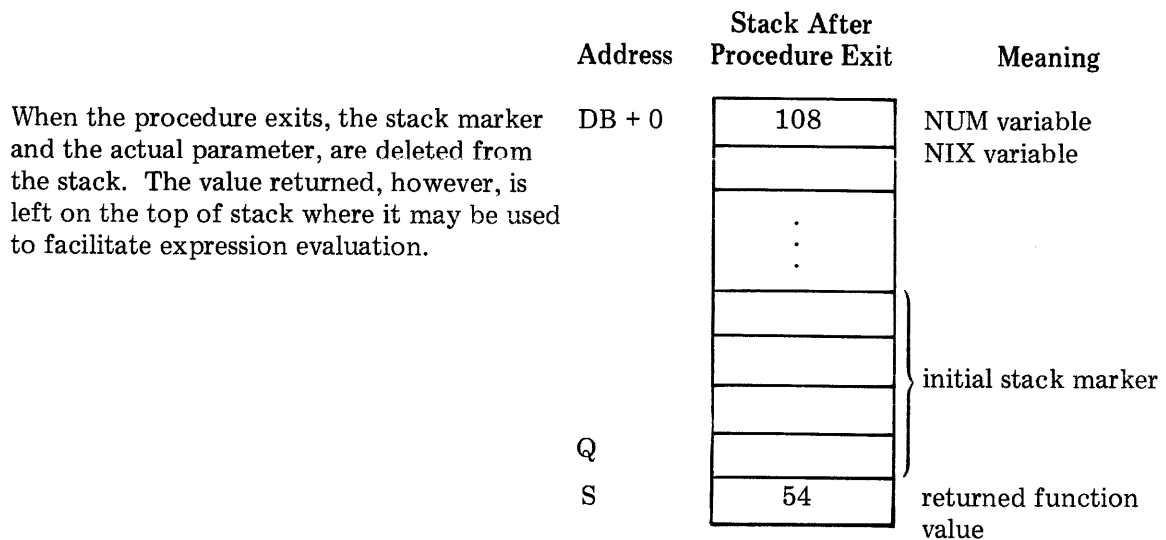 Stack After
Address Procedure Exit Meaning
When the procedure exits, the stack marker
and the actual parameter, are deleted from
the stack. The value returned, however, is
left on the top of stack where it may be used
to facilitate expression evaluation.
DB + 0 108 NUM variable
NIX variable
.
.
.
initial stack marker
Q
S 54 returned function
value